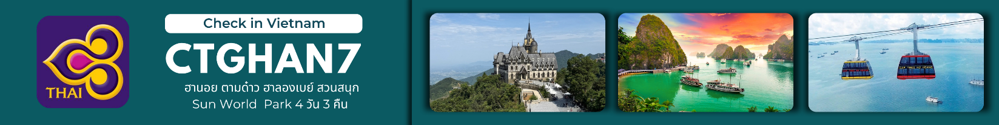 THAI
Check in Vietnam
CTGHAN7
ฮานอย ตามด๋าว ฮาลองเบย์ สวนสนุก
Sun World Park 4 วัน 3 คืน